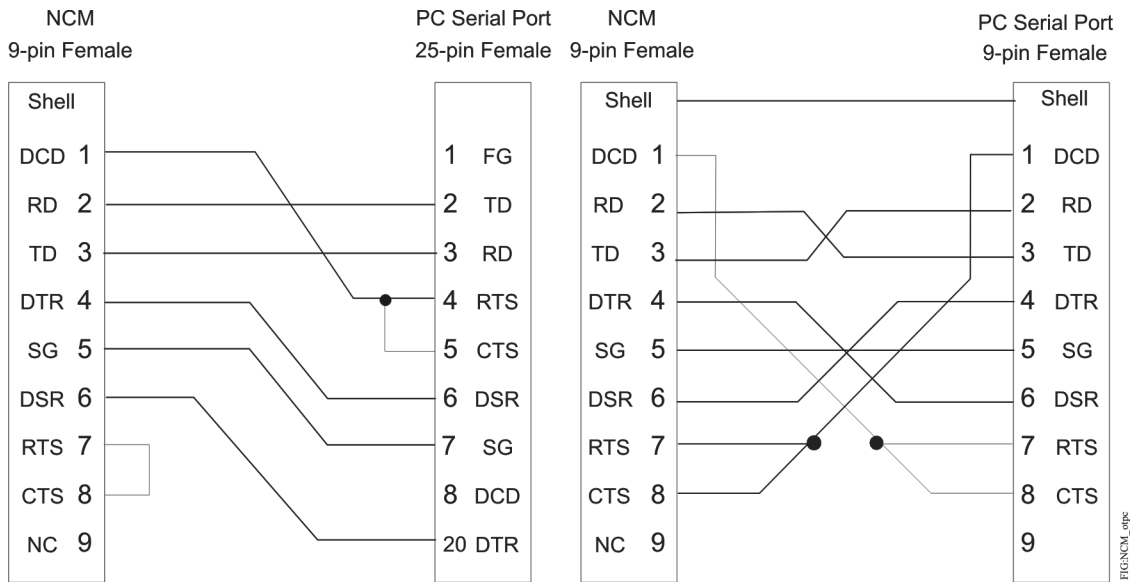 NCM
9-pin Female
PC Serial Port
25-pin Female
Shell
DCD 1
RD 2
TD 3
DTR 4
SG 5
DSR 6
RTS 7
CTS 8
NC 9
1 FG
2 TD
3 RD
4 RTS
5 CTS
6 DSR
7 SG
8 DCD
20 DTR
NCM
9-pin Female
PC Serial Port
9-pin Female
Shell
DCD 1
RD 2
TD 3
DTR 4
SG 5
DSR 6
RTS 7
CTS 8
NC 9
Shell
1 DCD
2 RD
3 TD
4 DTR
5 SG
6 DSR
7 RTS
8 CTS
9
FIG:NCM_otpc